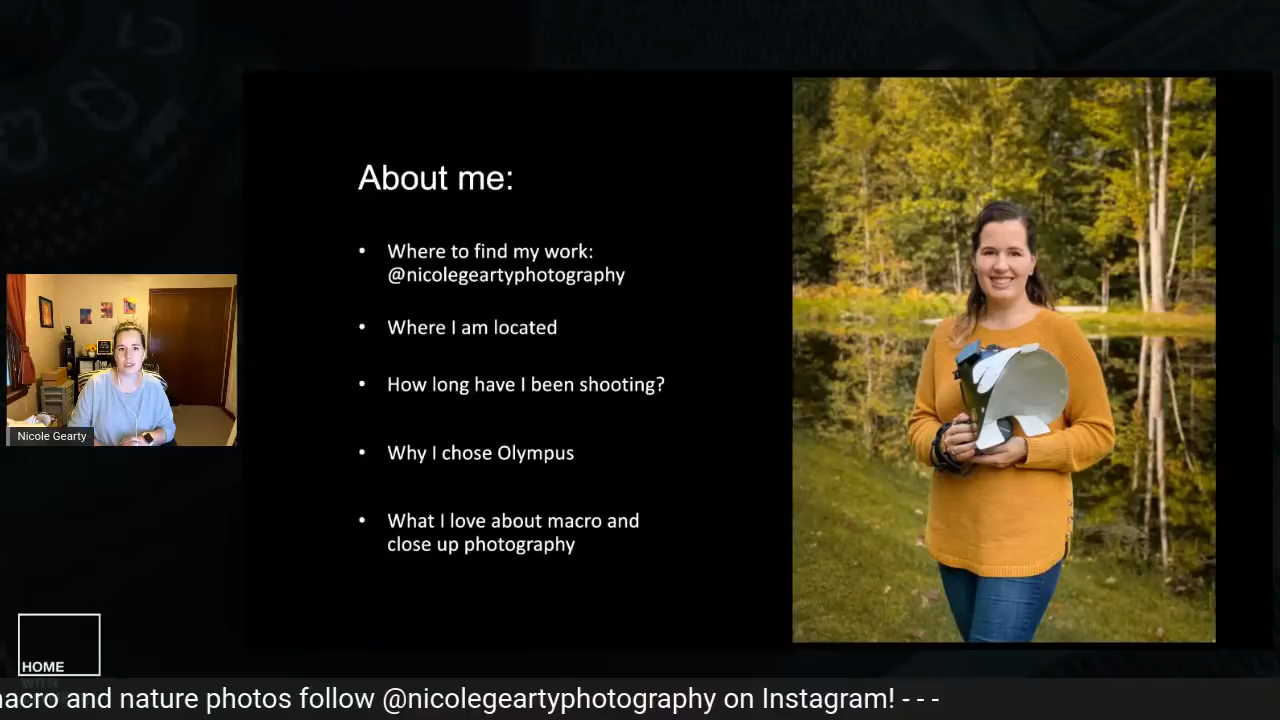 About me:
• Where to find my work:
@nicolegeartyphotography
• Where I am located
• How long have I been shooting?
• Why I chose Olympus
• What I love about macro and
close up photography
Nicole Gearty
HOME
WITH
and nature photos follow @nicolegeartyphotography on Instagram! - - -